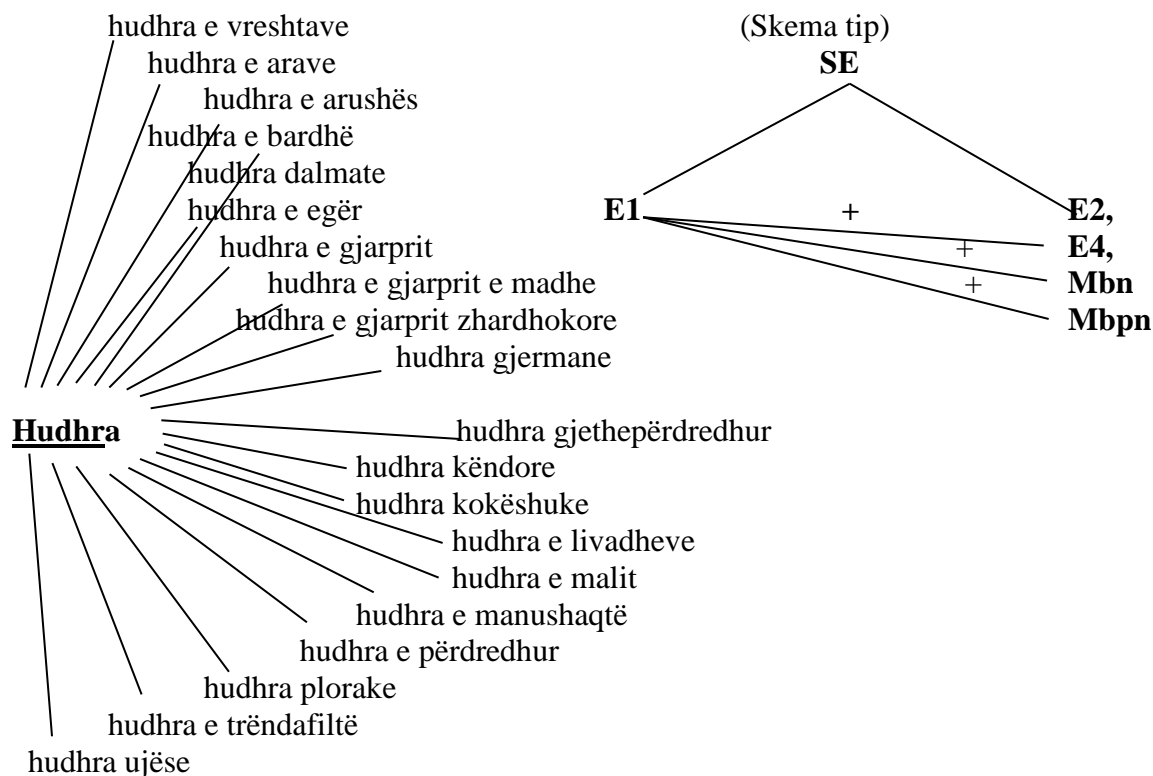 hudhra e vreshtave
hudhra e arave
hudhra e arushës
hudhra e bardhë
hudhra dalmate
hudhra e egër
hudhra e gjarprit
hudhra e gjarprit e madhe
hudhra e gjarprit zhardhokore
hudhra gjermane
Hudhra
hudhra gjethepërdredhur
hudhra këndore
hudhra kokëshuke
hudhra e livadheve
hudhra e malit
hudhra e manushaqtë
hudhra e përdredhur
hudhra plorake
hudhra e trëndafiltë
hudhra ujëse
(Skema tip)
SE
E1 + E2,
+ E4,
+ Mbn
Mbpn